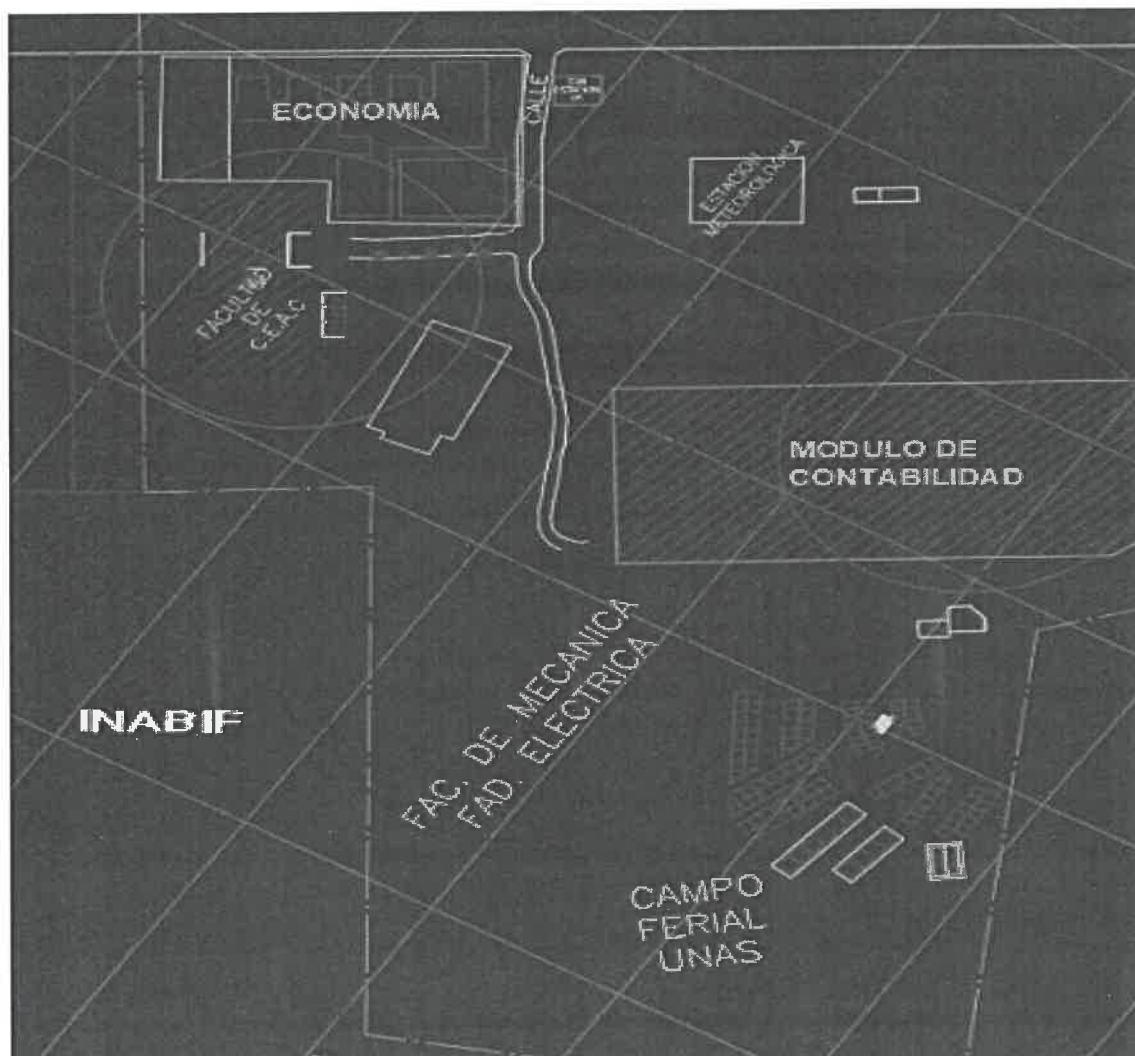 ECONOMIA
CALLE
ESTACION
METEOROLOGICA
FACULTAD
DE
C.E.A.C
MODULO DE
CONTABILIDAD
FAC. DE MECANICA
FAD. ELECTRICA
INABIF
CAMPO
FERIAL
UNAS